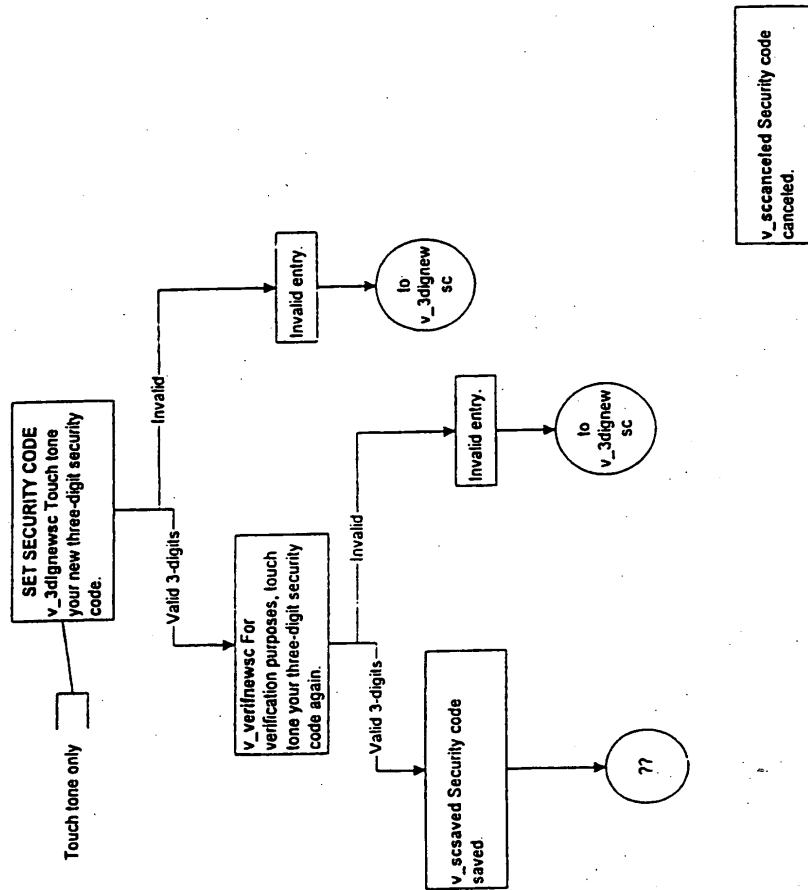 Touch tone only
SET SECURITY CODE
v_3dignewsc Touch tone
your new three-digit security
code.
Valid 3-digits
Invalid
v_verifnewsc For
verification purposes, touch
tone your three-digit security
code again.
Invalid entry.
to
v_3dignew
sc
Valid 3-digits
Invalid
v_scsaved Security code
saved.
Invalid entry.
to
v_3dignew
sc
??
v_sccanceled Security code
canceled.